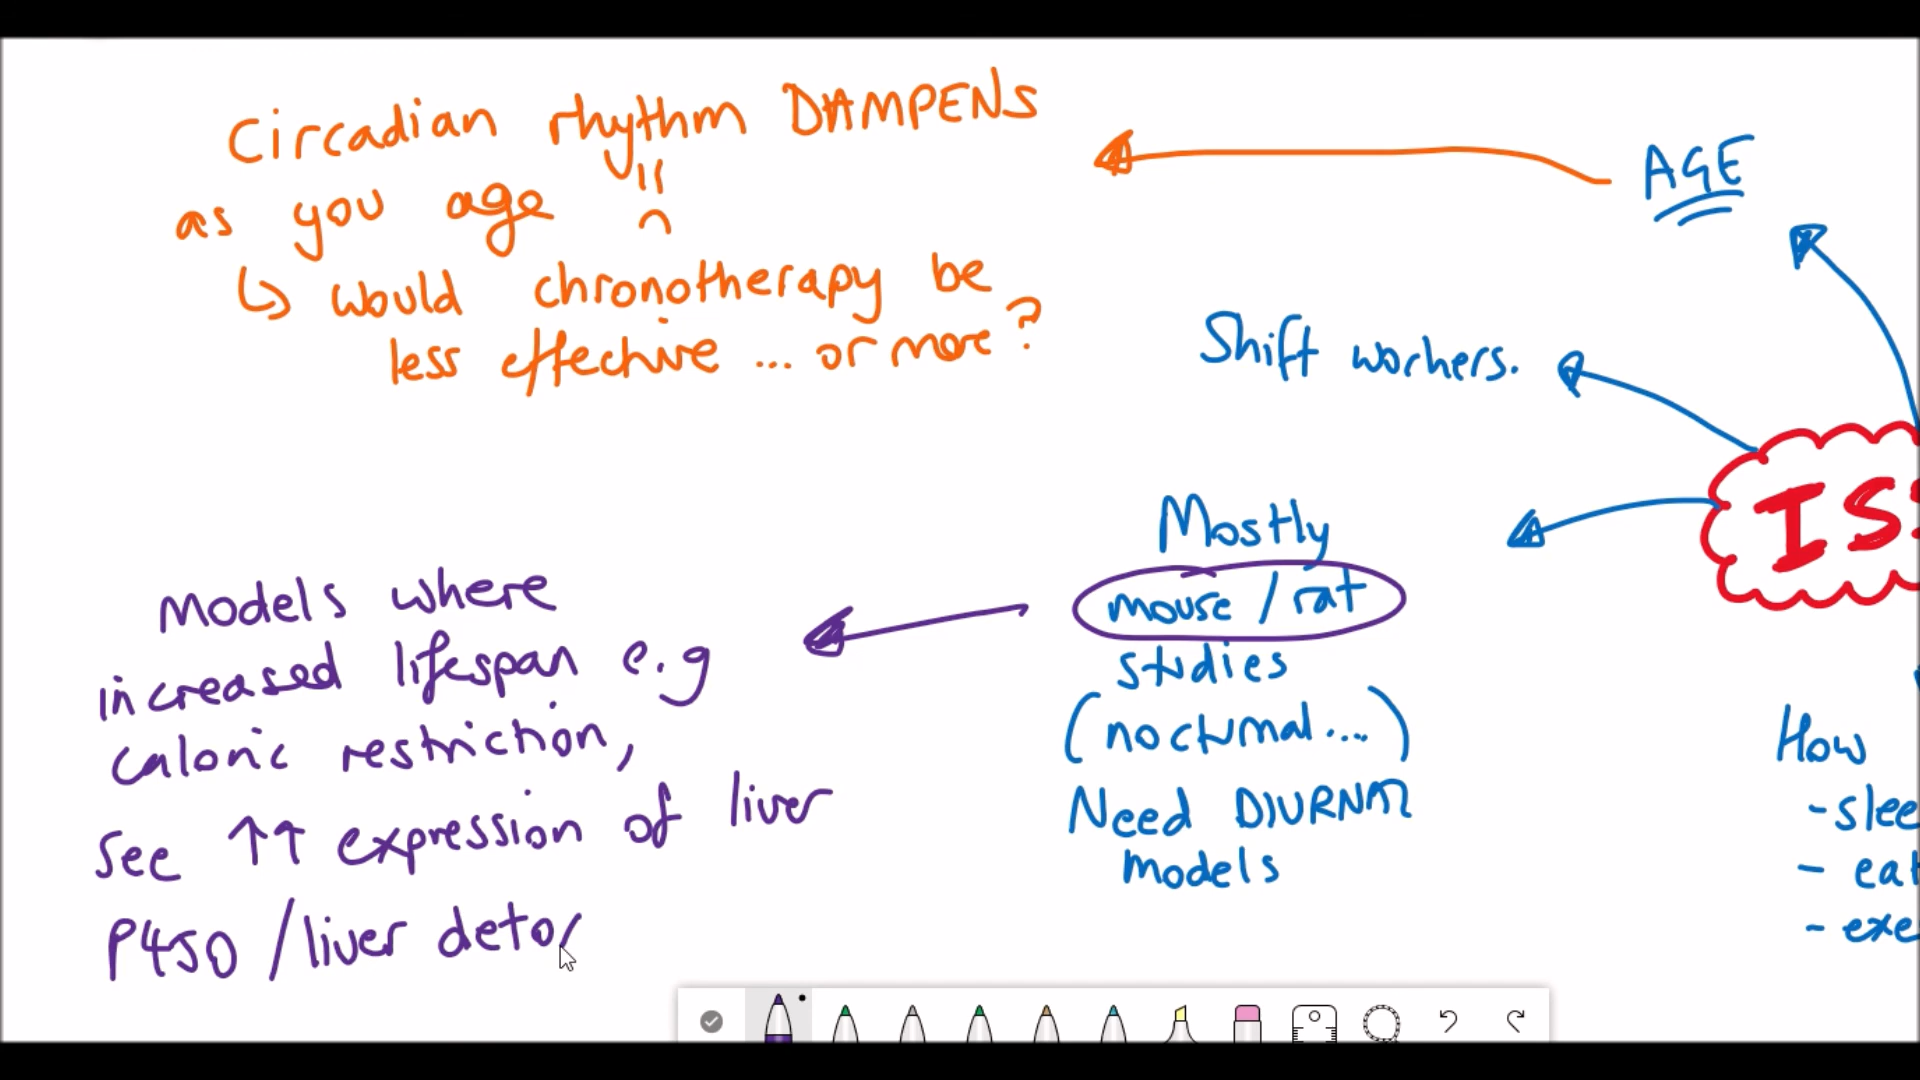 Circadian rhythm DAMPENS
as you age
↳ would chronotherapy be
less effective ... or more?
AGE
Shift workers.
Mostly
mouse / rat
studies
(nocturnal...)
Need DIURNAL
models
Models where
increased lifespan e.g
caloric restriction,
see ↑↑ expression of liver
P450 / liver detox
ISS
How
- slee
- eat
- exe